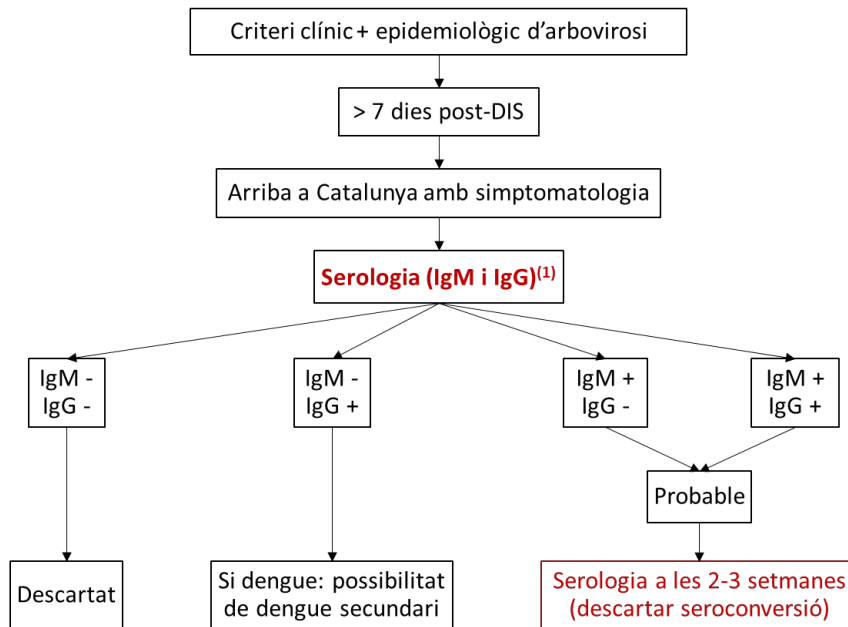 Criteri clínic + epidemiològic d’arbovirosi
> 7 dies post-DIS
Arriba a Catalunya amb simptomatologia
Serologia (IgM i IgG)(1)
IgM -
IgG -
IgM -
IgG +
IgM +
IgG -
IgM +
IgG +
Probable
Descartat
Si dengue: possibilitat
de dengue secundari
Serologia a les 2-3 setmanes
(descartar seroconversió)